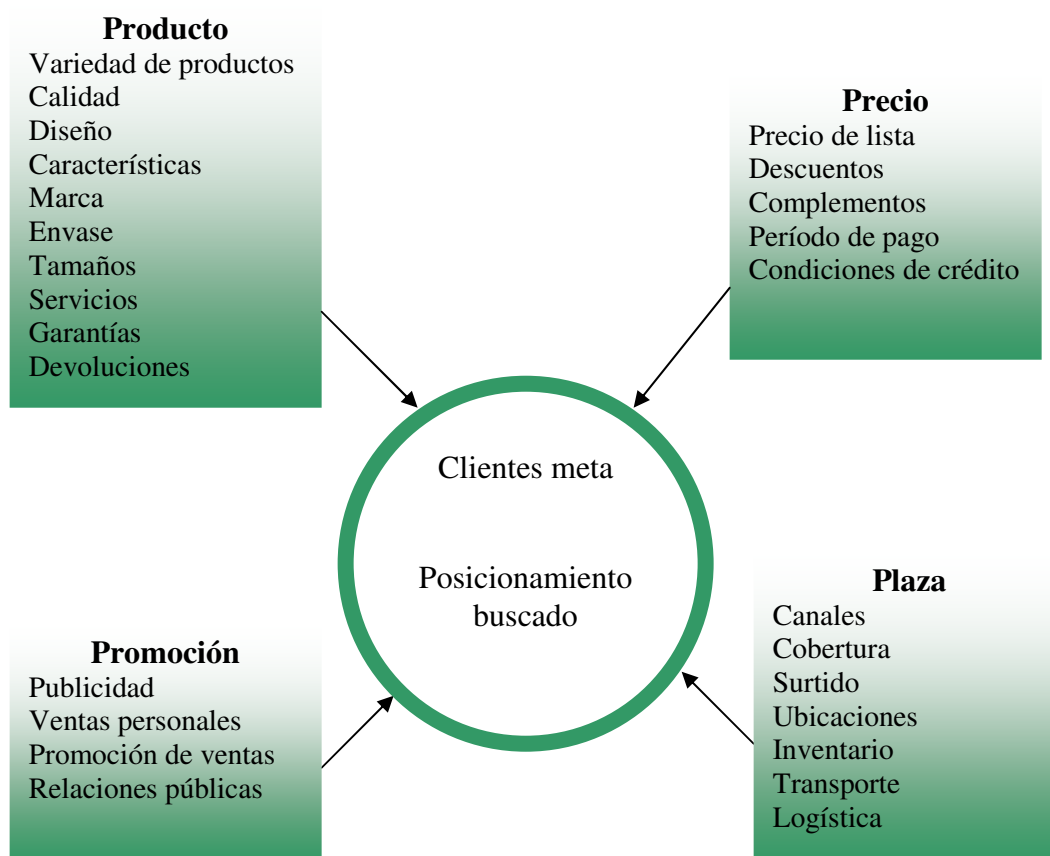 Producto
Variedad de productos
Calidad
Diseño
Características
Marca
Envase
Tamaños
Servicios
Garantías
Devoluciones
Precio
Precio de lista
Descuentos
Complementos
Período de pago
Condiciones de crédito
Clientes meta
Posicionamiento
buscado
Promoción
Publicidad
Ventas personales
Promoción de ventas
Relaciones públicas
Plaza
Canales
Cobertura
Surtido
Ubicaciones
Inventario
Transporte
Logística